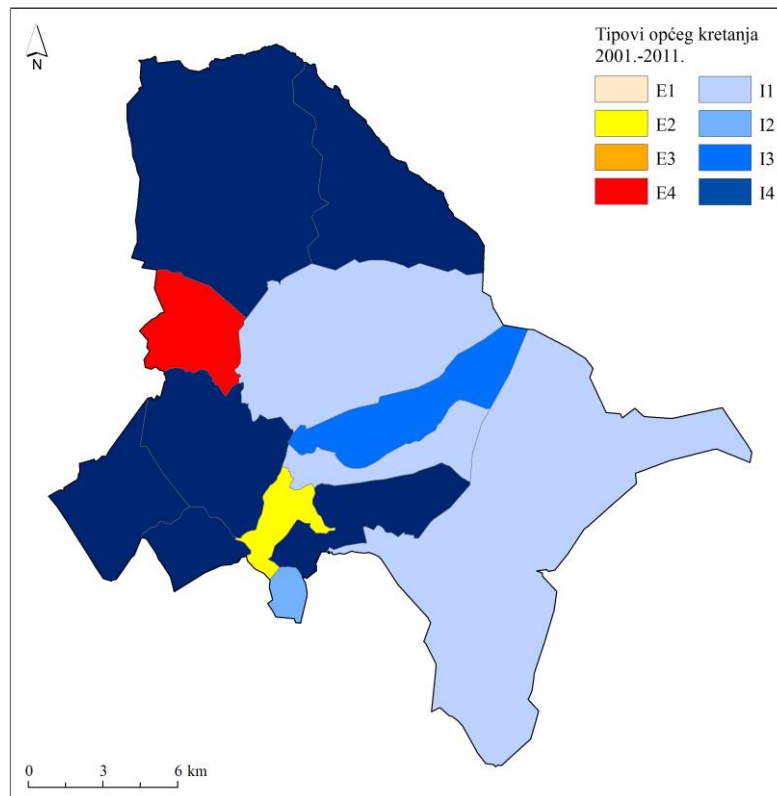 N
Tipovi općeg kretanja
2001.-2011.
E1 I1
E2 I2
E3 I3
E4 I4
0 3 6 km